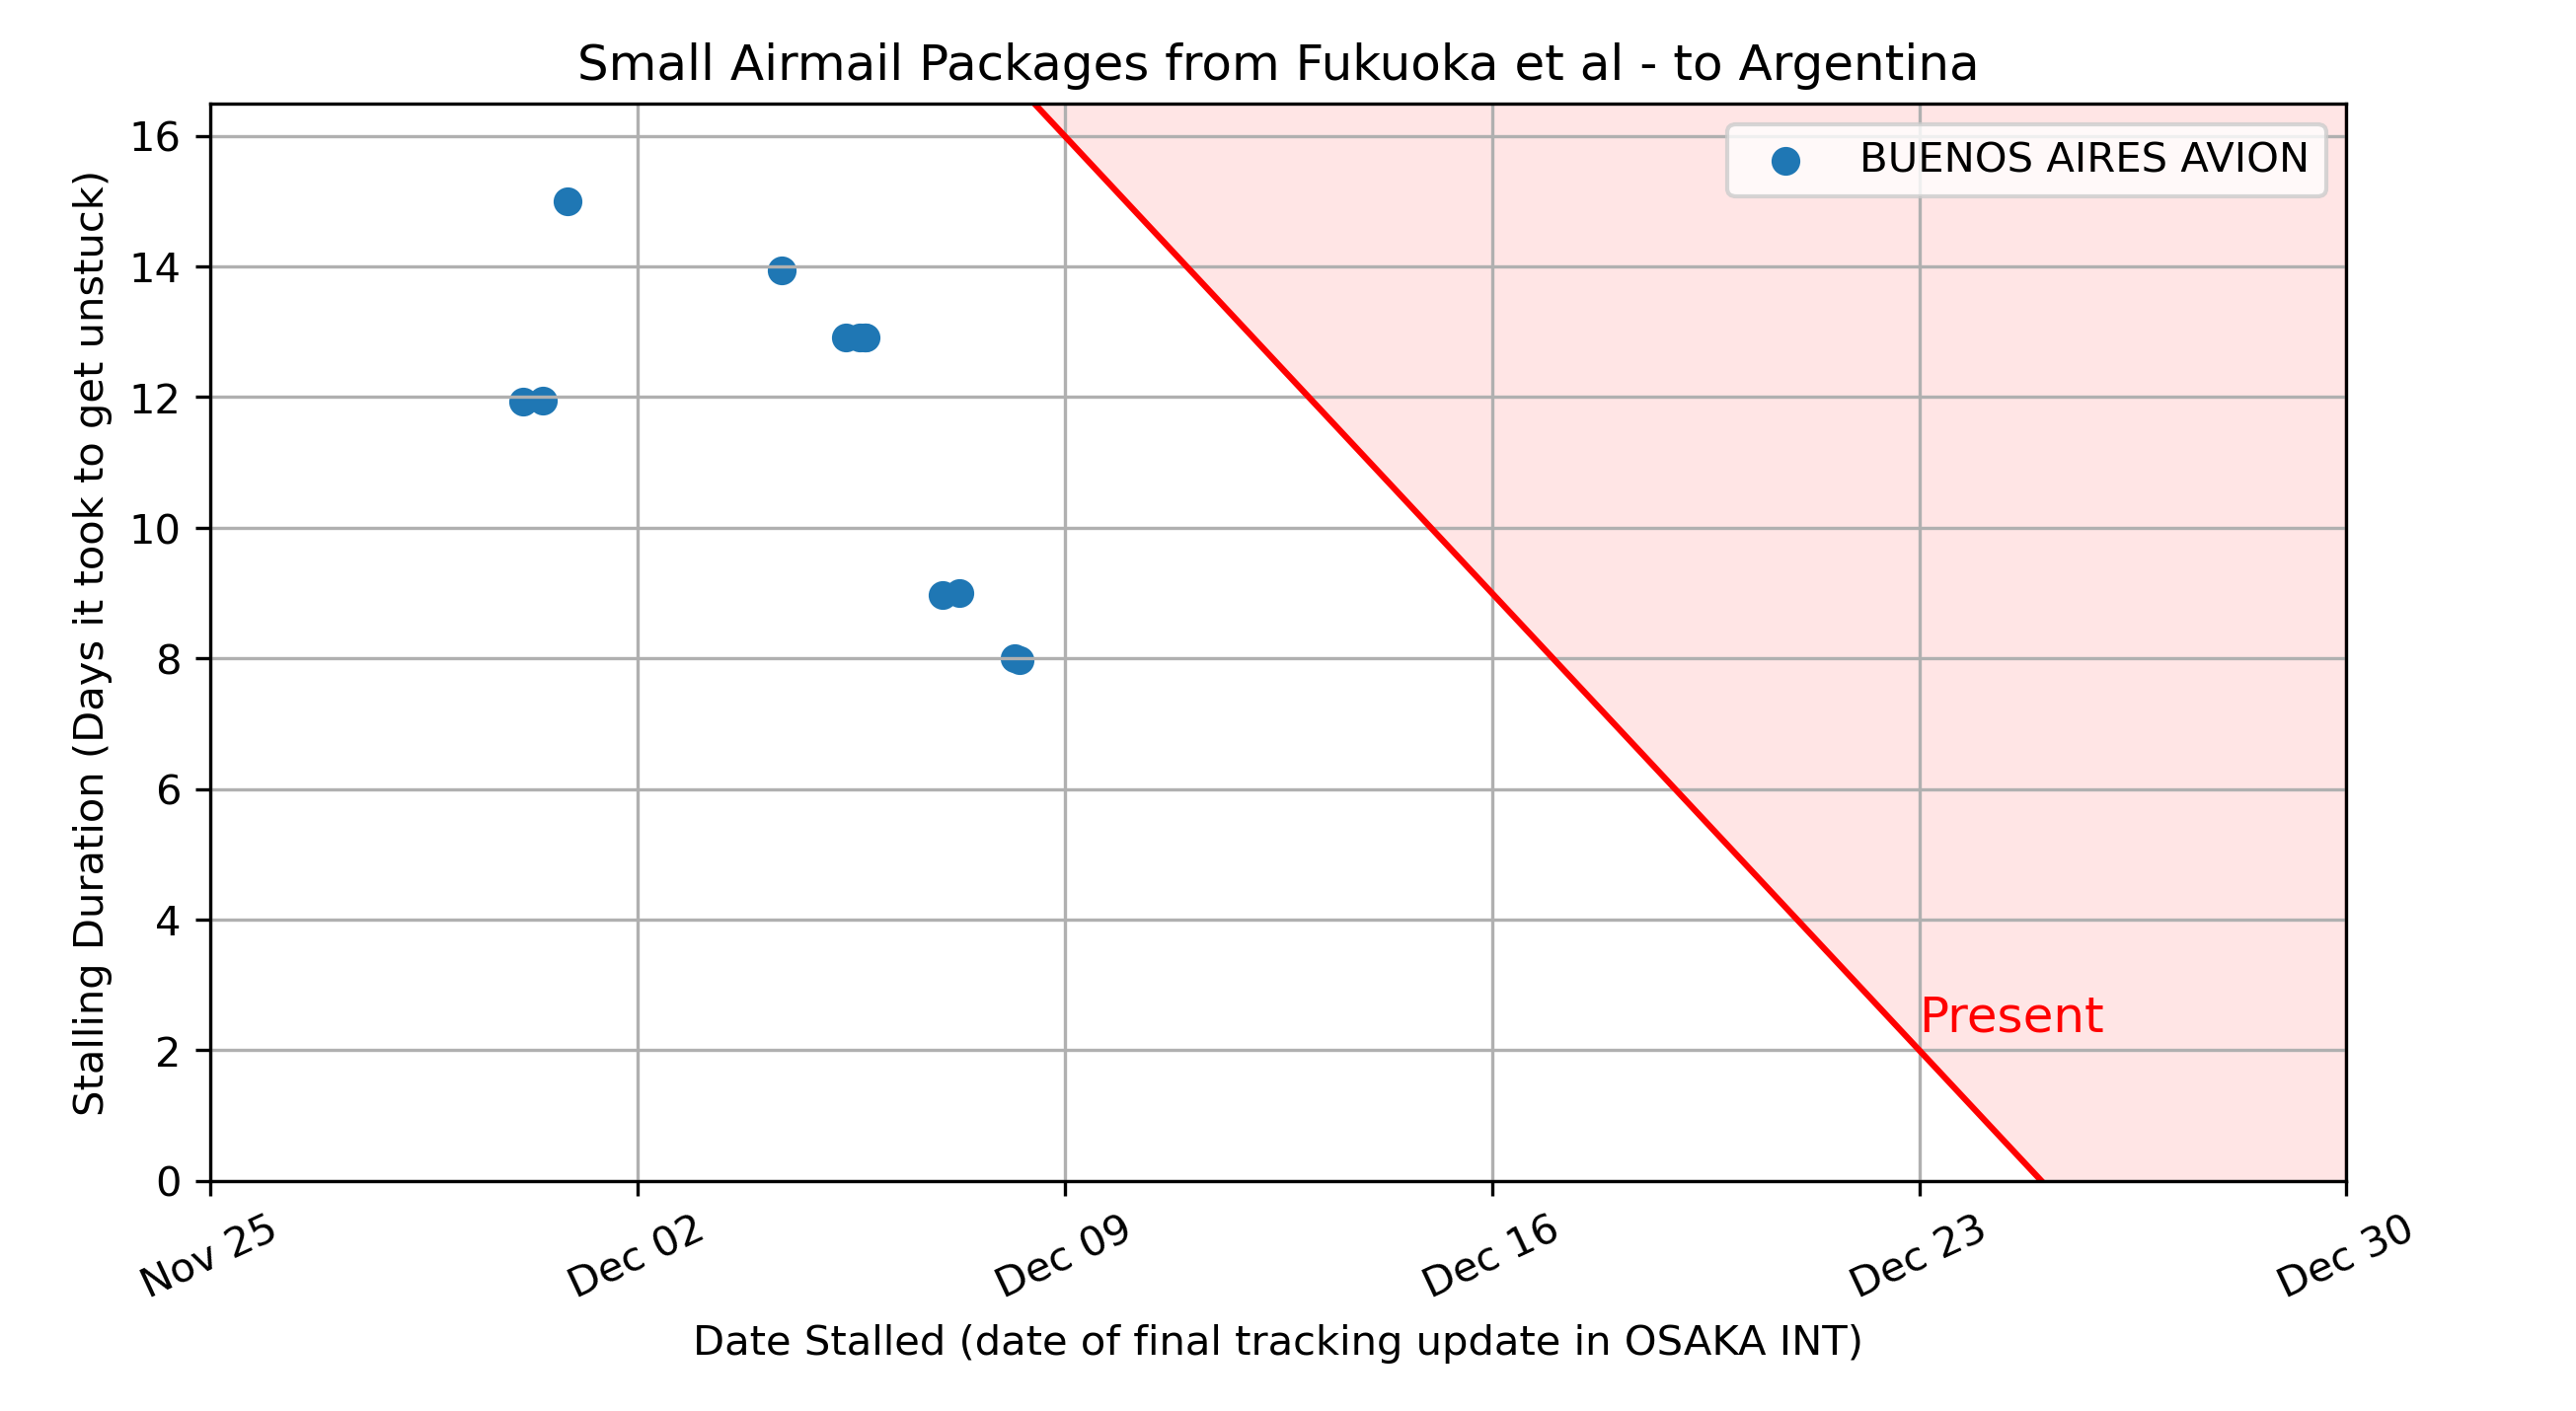 Small Airmail Packages from Fukuoka et al - to Argentina
BUENOS AIRES AVION
Stalling Duration (Days it took to get unstuck)
16
14
12
10
8
6
4
2
0
Present
Nov 25
Dec 02
Dec 09
Dec 16
Dec 23
Dec 30
Date Stalled (date of final tracking update in OSAKA INT)